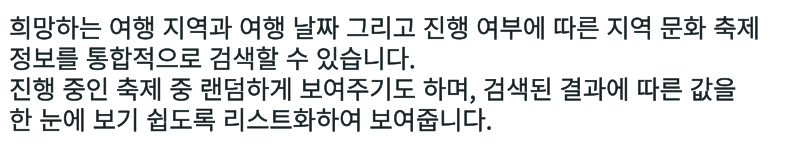 희망하는 여행 지역과 여행 날짜 그리고 진행 여부에 따른 지역 문화 축제
정보를 통합적으로 검색할 수 있습니다.
진행 중인 축제 중 랜덤하게 보여주기도 하며, 검색된 결과에 따른 값을
한 눈에 보기 쉽도록 리스트화하여 보여줍니다.